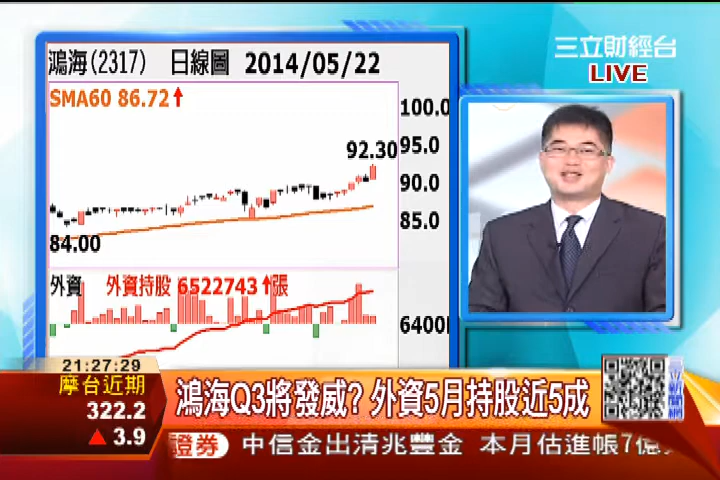 鴻海(2317) 日線圖 2014/05/22
三立財經台
LIVE
SMA60 86.72↑
100.0
92.30
95.0
90.0
85.0
84.00
外資 外資持股 6522743↑張
6400
21:27:29
摩台近期
322.2
▲3.9
鴻海Q3將發威? 外資5月持股近5成
證券 中信金出清兆豐金 本月估進帳7億